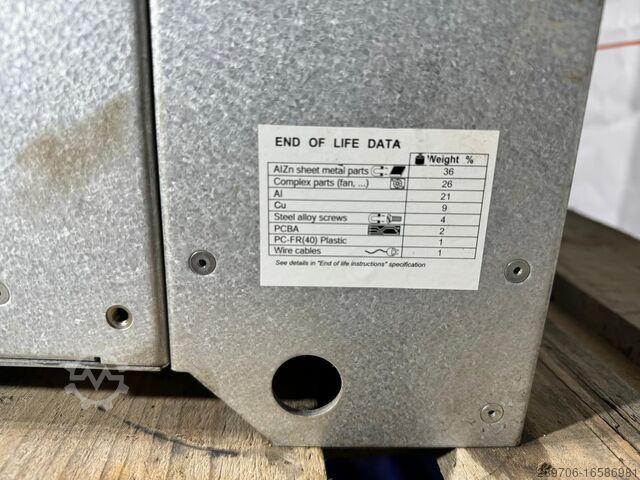 END OF LIFE DATA
Weight %
AlZn sheet metal parts 36
Complex parts (fan, ...) 26
Al 21
Cu 9
Steel alloy screws 4
PCBA 2
PC-FR(40) Plastic 1
Wire cables 1
See details in "End of life instructions" specification
259706-16586981